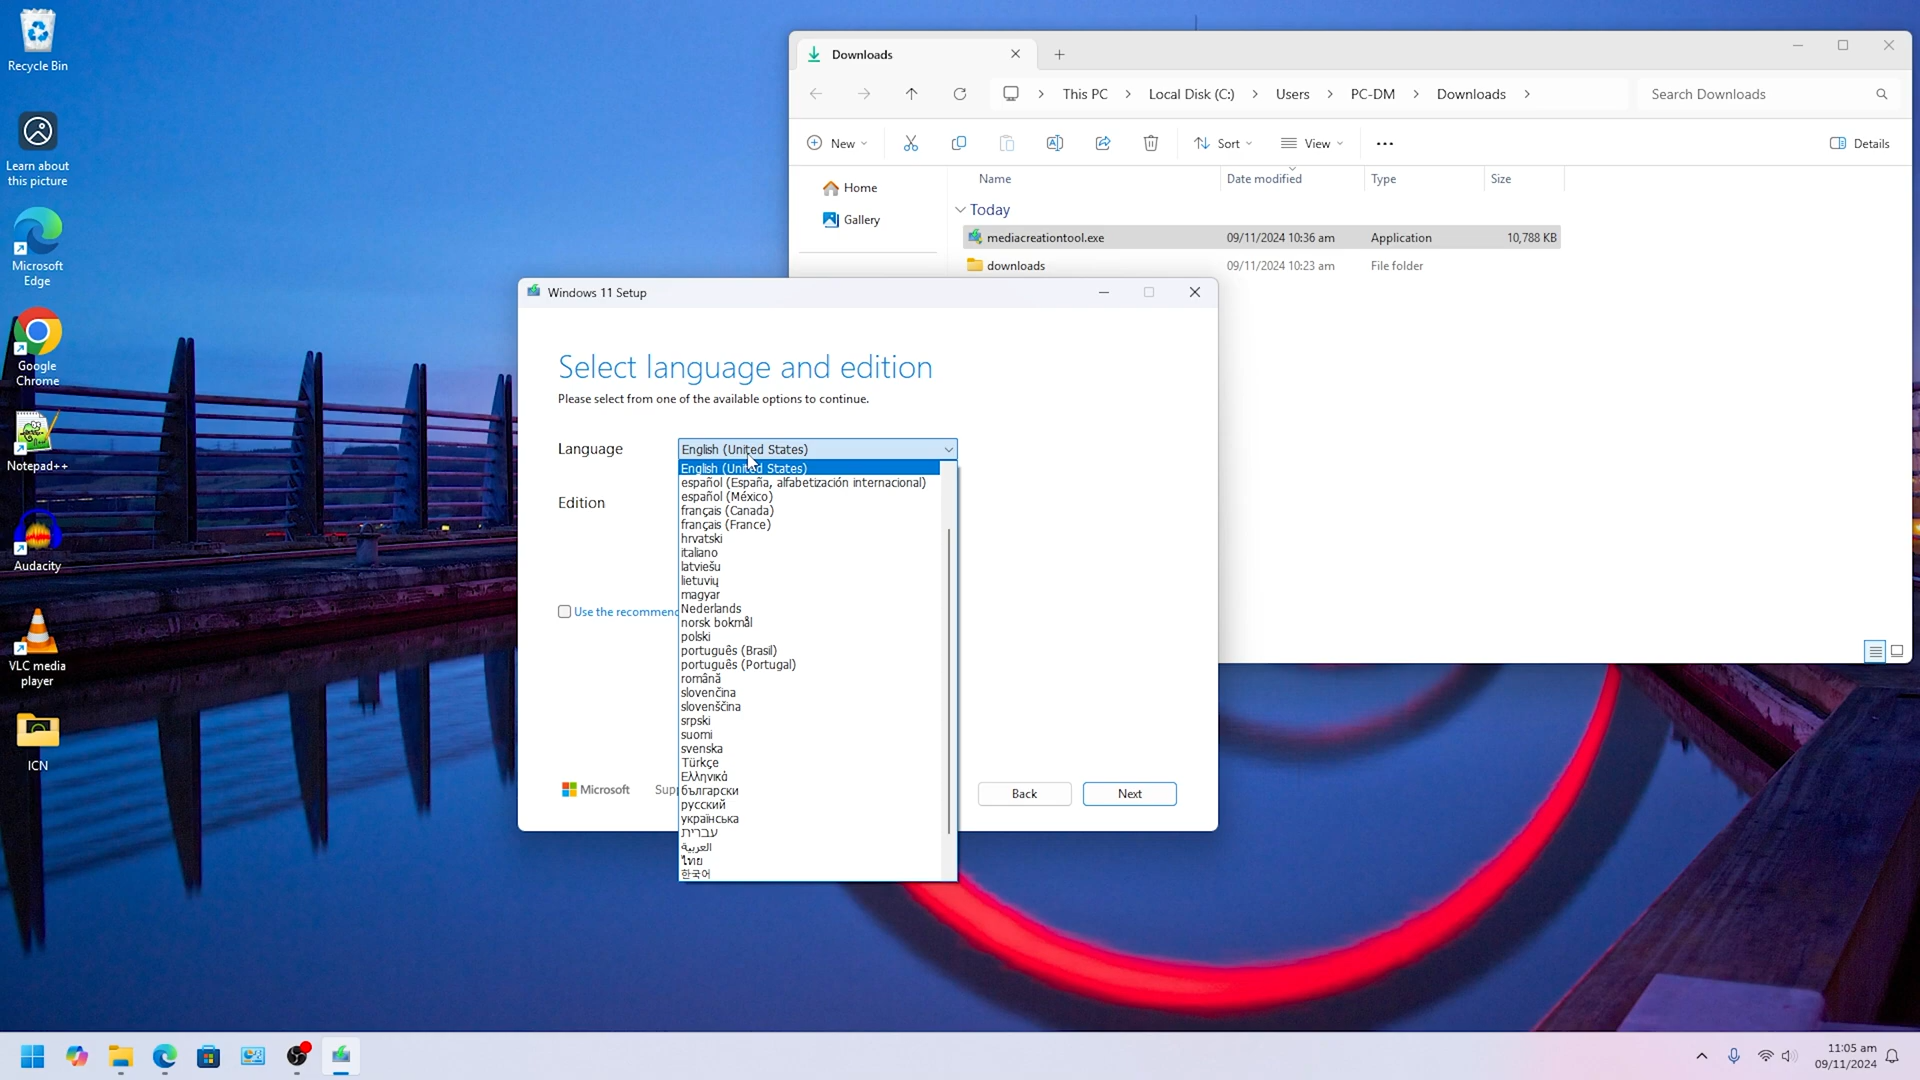 Recycle Bin
Learn about
this picture
Microsoft
Edge
Google
Chrome
Notepad++
Audacity
VLC media
player
ICN
Downloads
This PC
Local Disk (C:)
Users
PC-DM
Downloads
Search Downloads
New
Sort
View
Details
Home
Gallery
Name Date modified Type Size
Today
mediacreationtool.exe 09/11/2024 10:36 am Application 10,788 KB
downloads 09/11/2024 10:23 am File folder
Windows 11 Setup
Select language and edition
Please select from one of the available options to continue.
Language
English (United States)
Edition
Use the recommend
English (United States)
español (España, alfabetización internacional)
español (México)
français (Canada)
français (France)
hrvatski
italiano
latviešu
lietuvių
magyar
Nederlands
norsk bokmål
polski
português (Brasil)
português (Portugal)
română
slovenčina
slovenščina
srpski
suomi
svenska
Türkçe
Ελληνικά
български
русский
українська
עברית
العربية
ไทย
한국어
Microsoft
Supp
Back
Next
11:05 am
09/11/2024